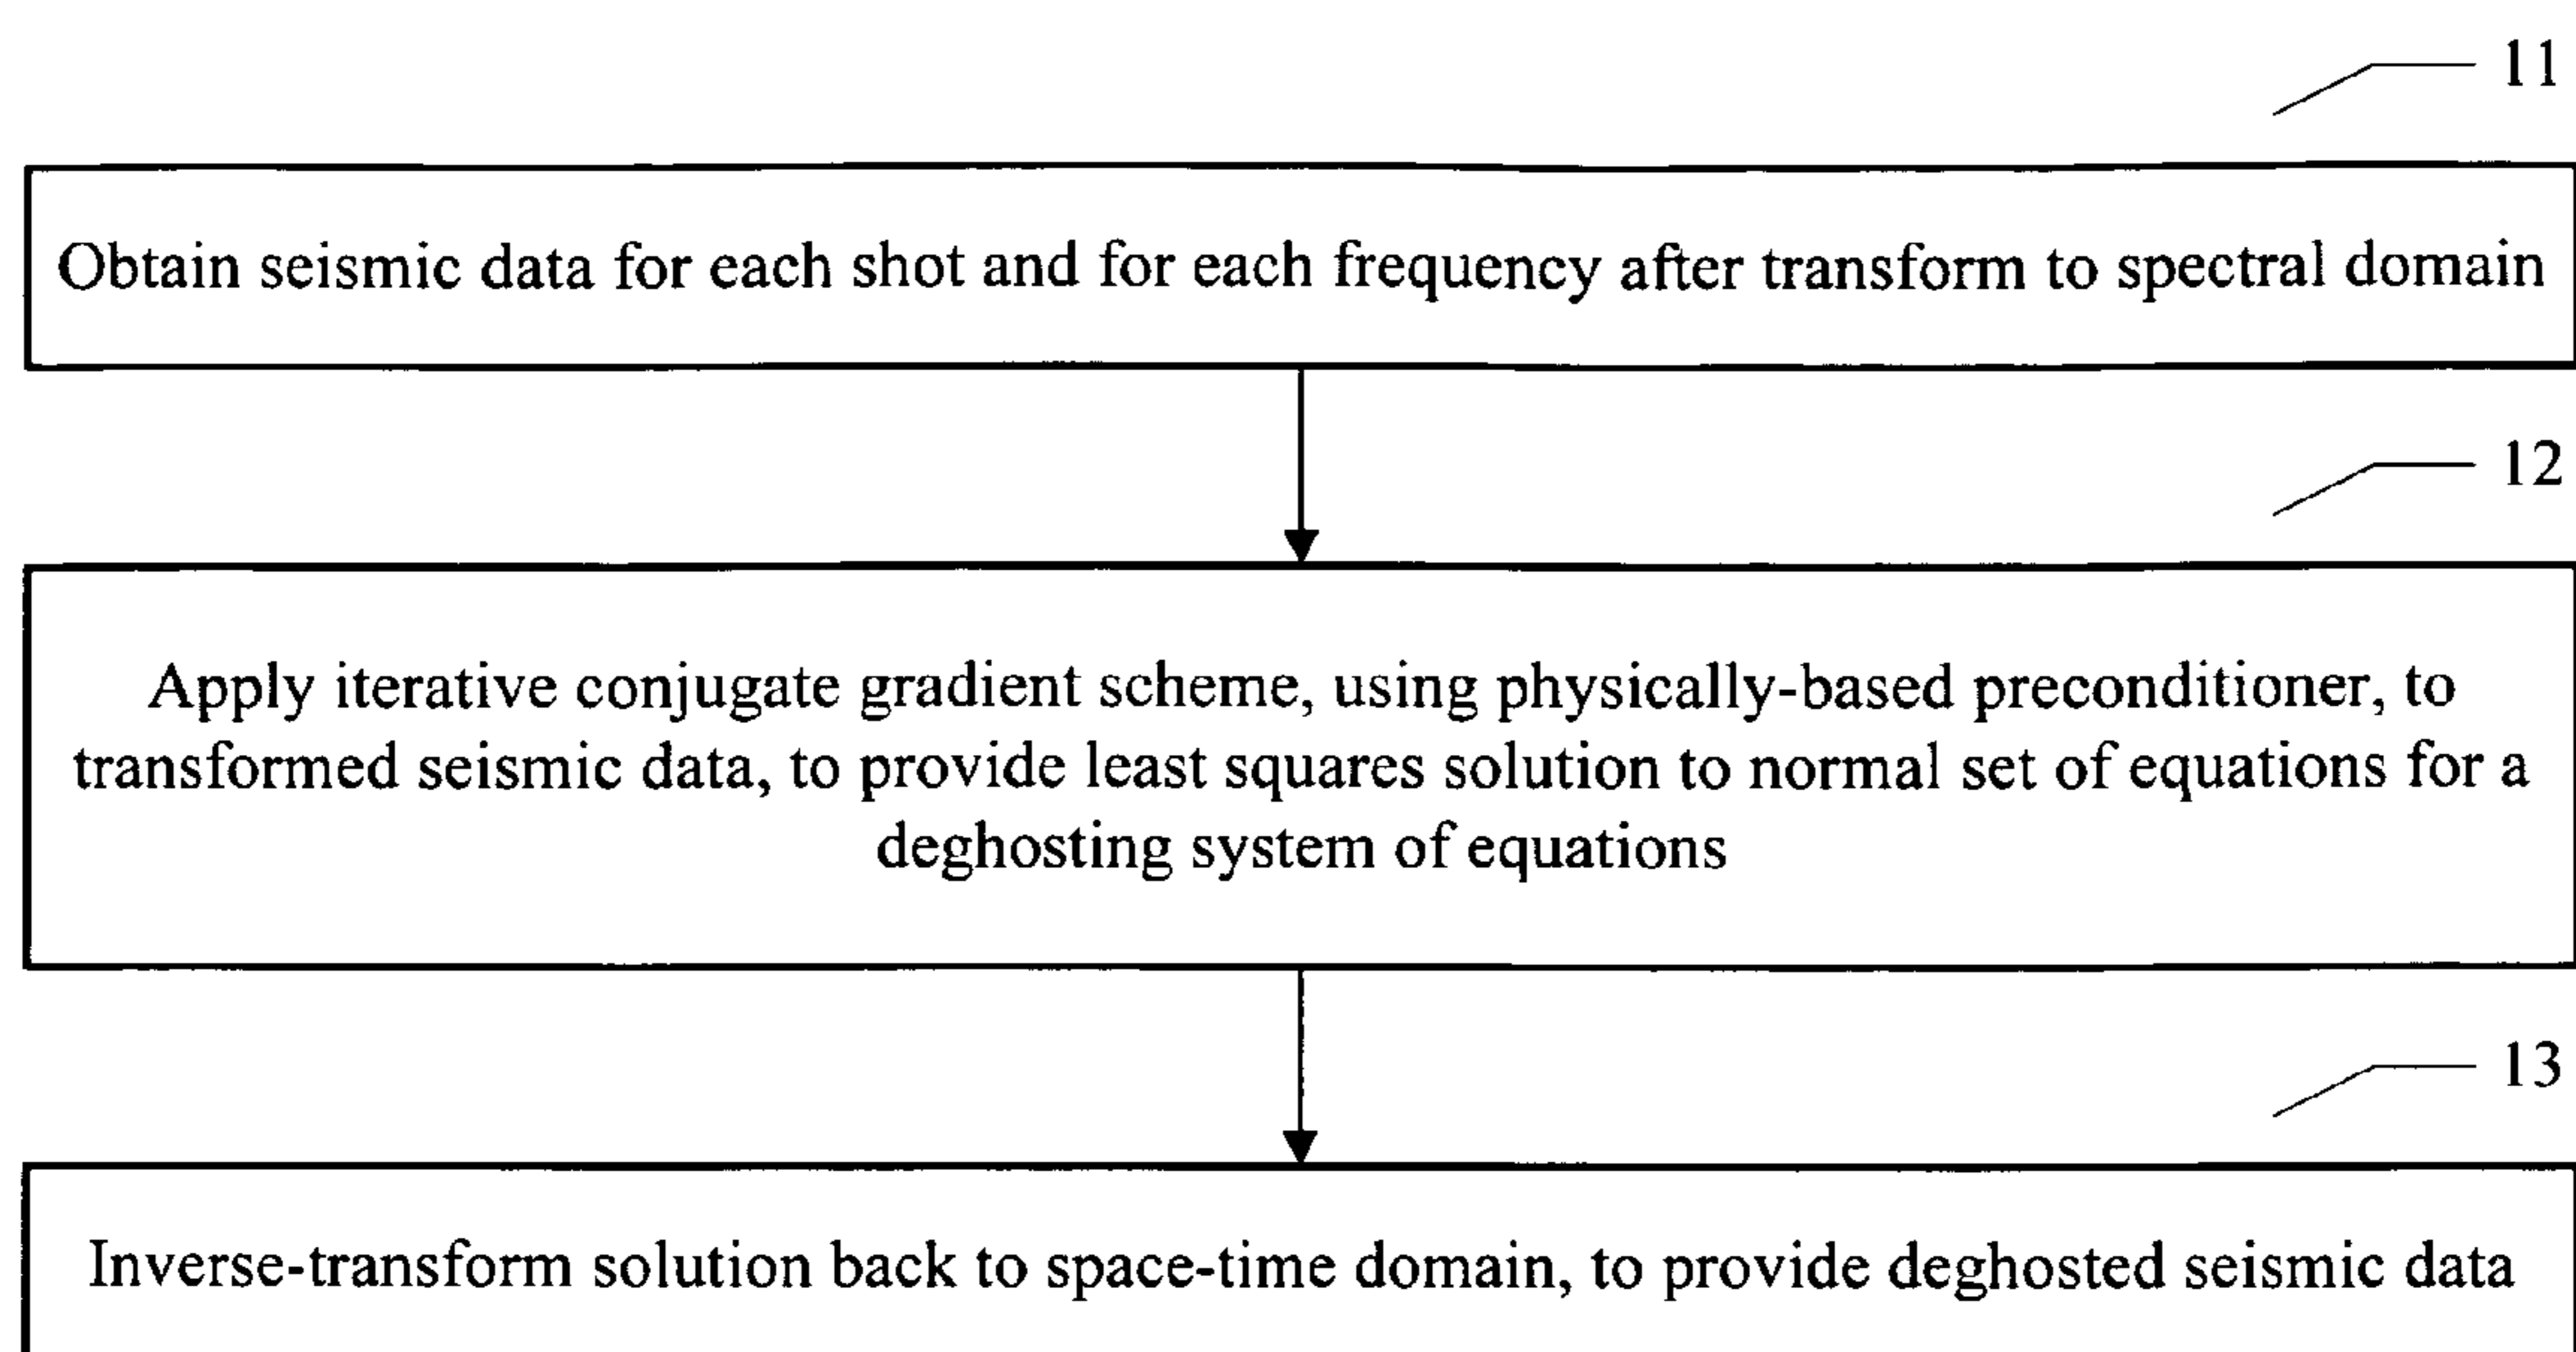 11
Obtain seismic data for each shot and for each frequency after transform to spectral domain
12
Apply iterative conjugate gradient scheme, using physically-based preconditioner, to
transformed seismic data, to provide least squares solution to normal set of equations for a
deghosting system of equations
13
Inverse-transform solution back to space-time domain, to provide deghosted seismic data